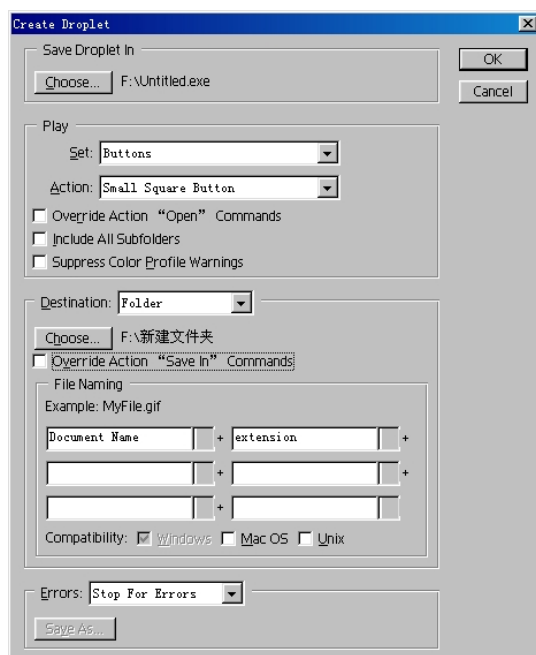 Create Droplet
Save Droplet In
OK
Choose... F:\Untitled.exe
Cancel
Play
Set: Buttons
Action: Small Square Button
Override Action “Open” Commands
Include All Subfolders
Suppress Color Profile Warnings
Destination: Folder
Choose... F:\新建文件夹
Override Action “Save In” Commands
File Naming
Example: MyFile.gif
Document Name + extension +
+ +
+
Compatibility: Windows Mac OS Unix
Errors: Stop For Errors
Save As...